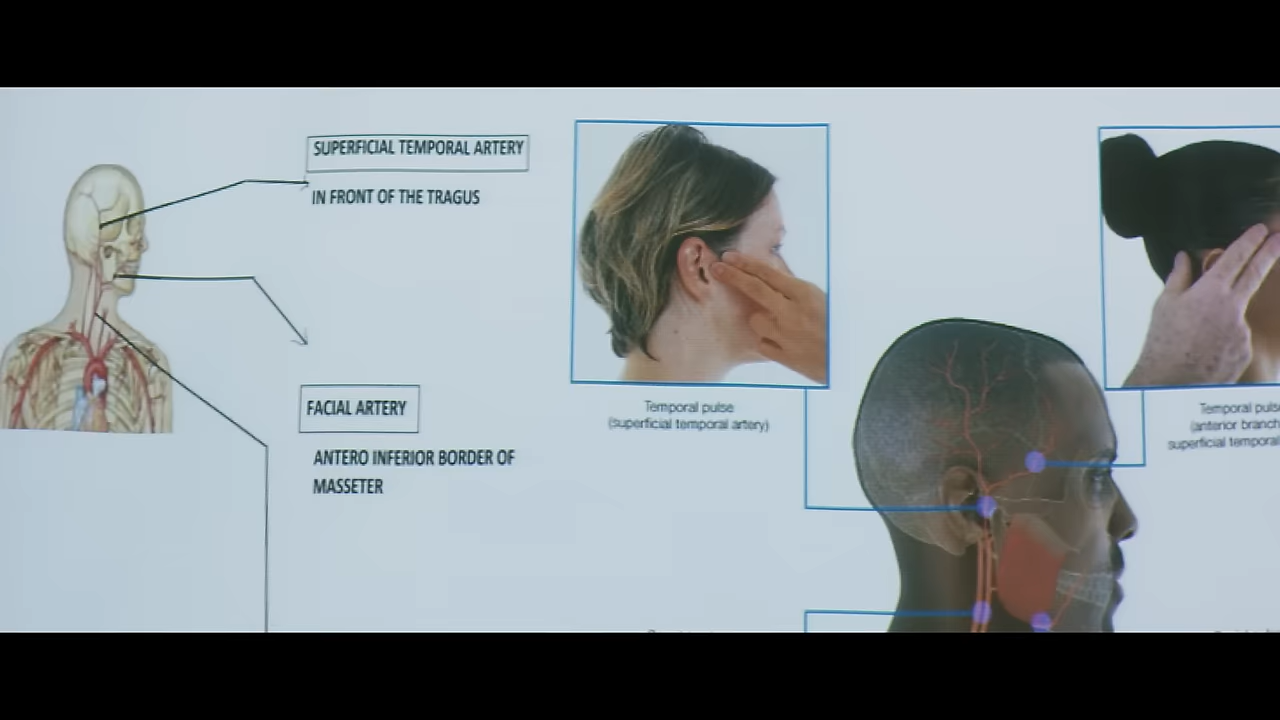 SUPERFICIAL TEMPORAL ARTERY
IN FRONT OF THE TRAGUS
FACIAL ARTERY
ANTERO INFERIOR BORDER OF
MASSETER
Temporal pulse
(superficial temporal artery)
Temporal
(anterior branch
superficial temporal